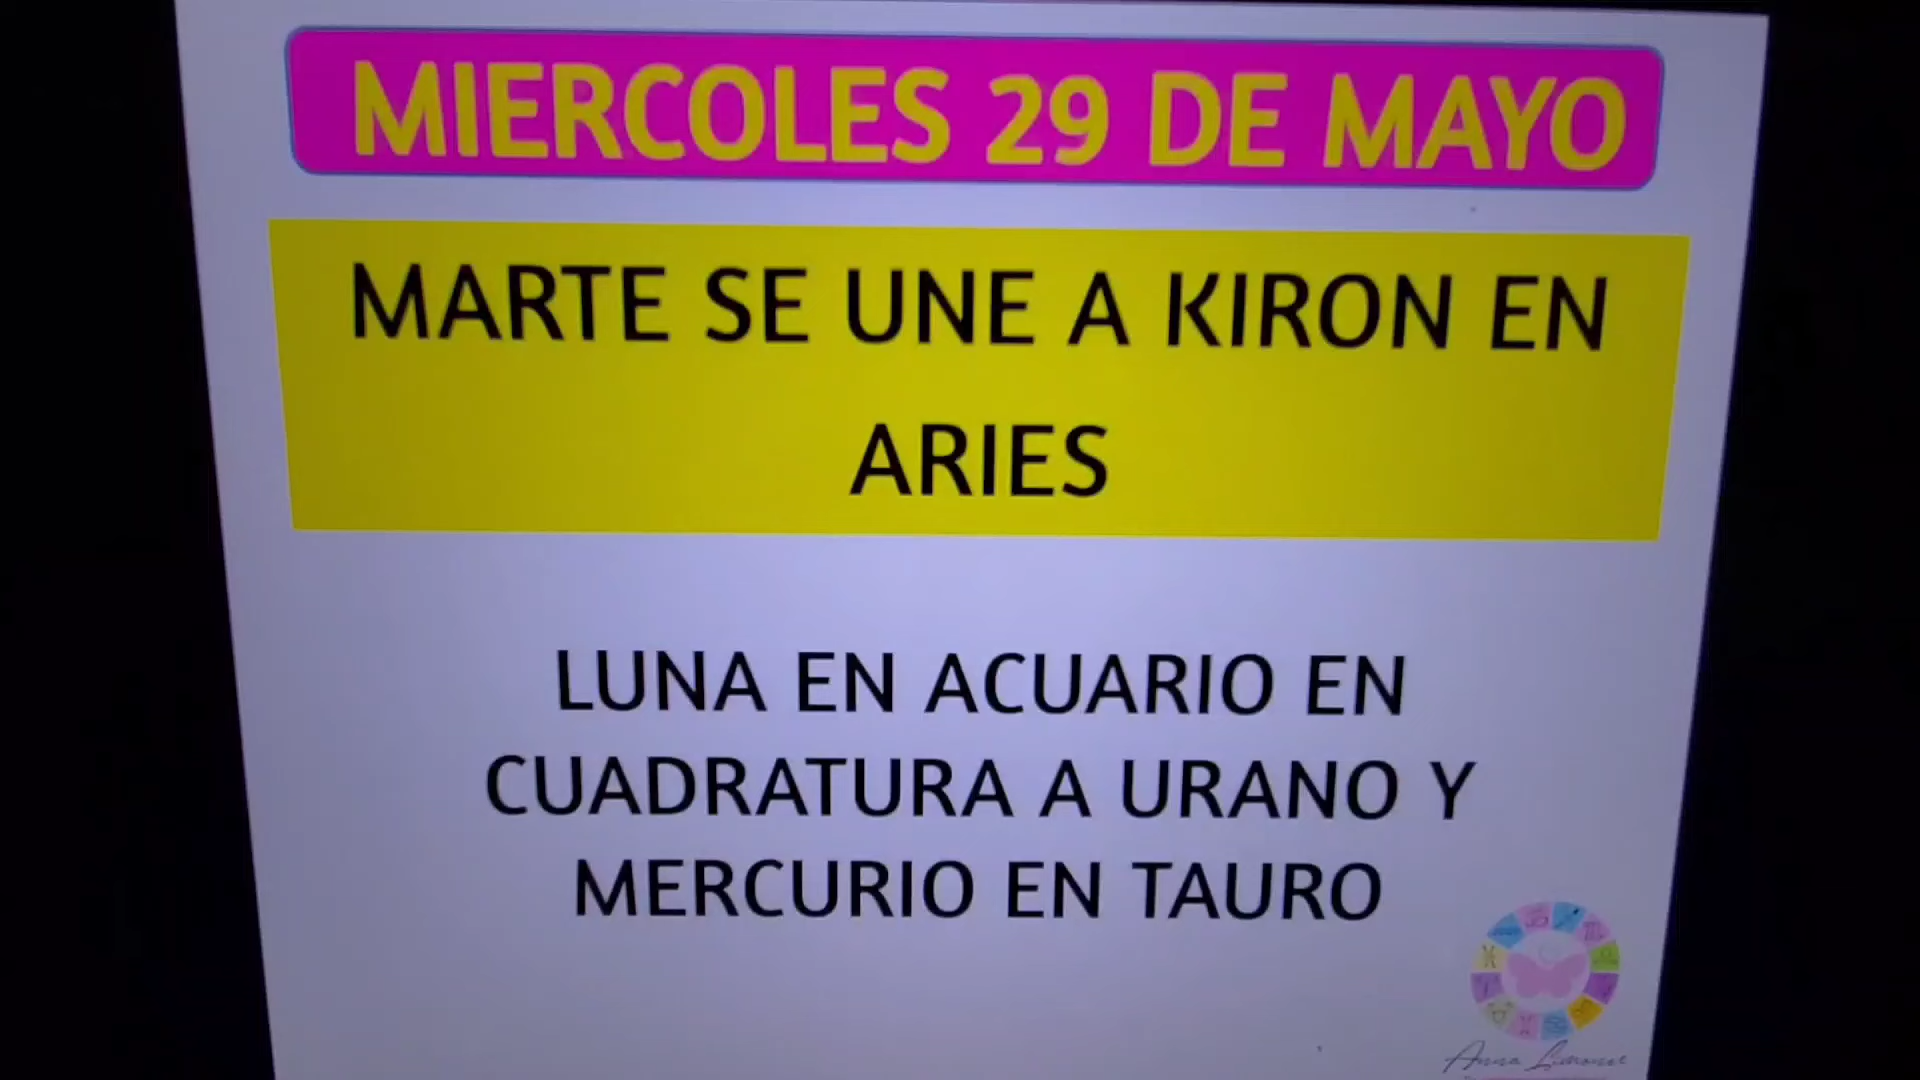 MIERCOLES 29 DE MAYO
MARTE SE UNE A KIRON EN
ARIES
LUNA EN ACUARIO EN
CUADRATURA A URANO Y
MERCURIO EN TAURO